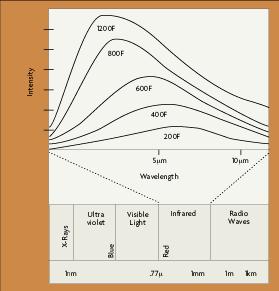 1200F
800F
600F
400F
200F
Intensity
5μm 10μm
Wavelength
X-Rays
Ultra
violet
Blue
Visible
Light
Red
Infrared
Radio
Waves
1nm .77μ 1mm 1m 1km